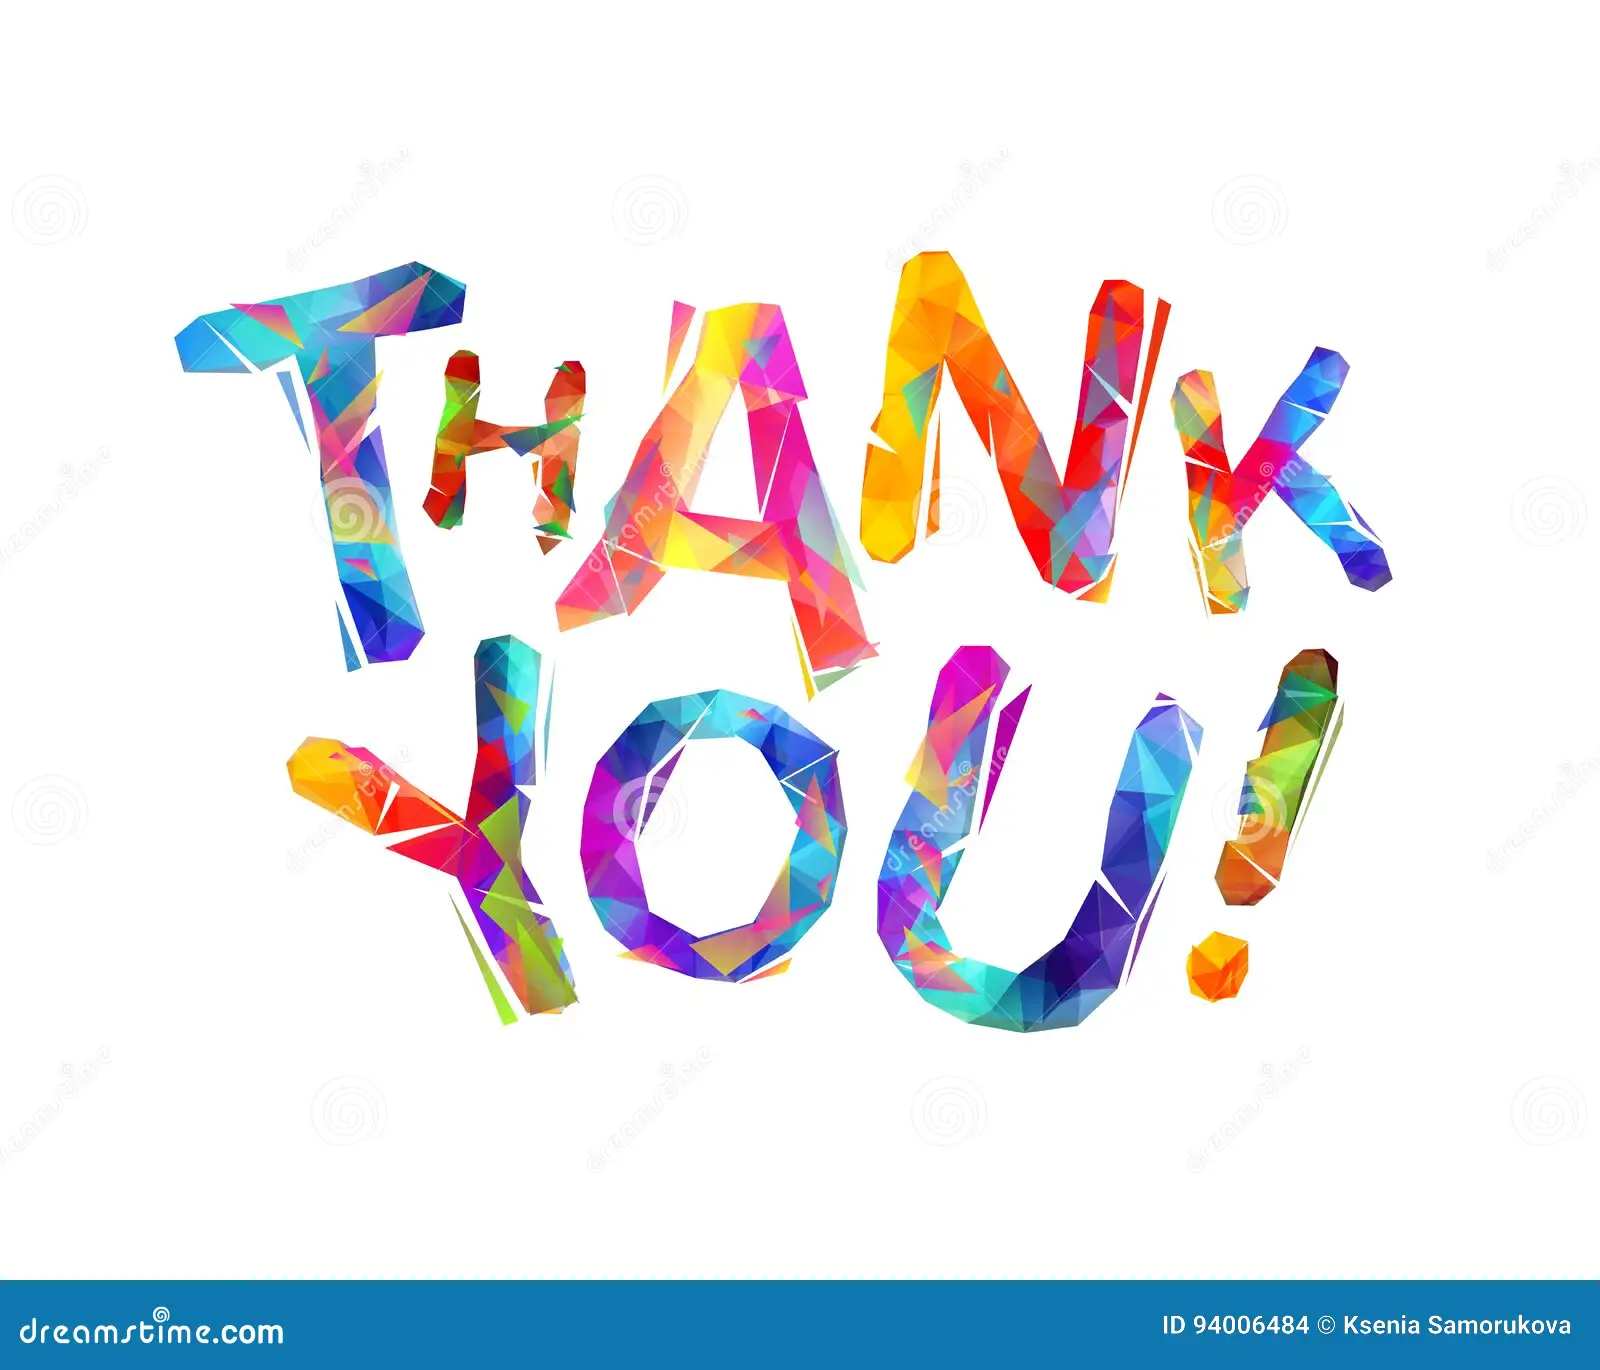 THANK
YOU!
dreamstime.com
ID 94006484 © Ksenia Samorukova